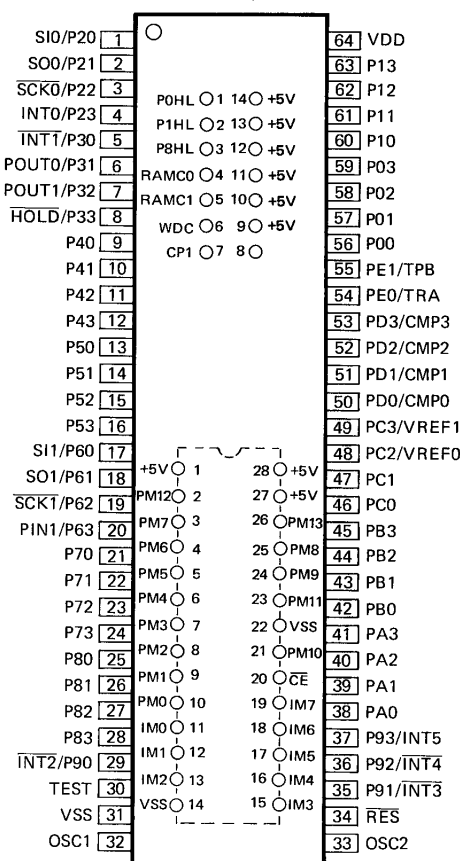 SI0/P20 1
SO0/P21 2
S̅C̅K̅0̅/P22 3
INT0/P23 4
I̅N̅T̅1̅/P30 5
POUT0/P31 6
POUT1/P32 7
H̅O̅L̅D̅/P33 8
P40 9
P41 10
P42 11
P43 12
P50 13
P51 14
P52 15
P53 16
SI1/P60 17
SO1/P61 18
S̅C̅K̅1̅/P62 19
PIN1/P63 20
P70 21
P71 22
P72 23
P73 24
P80 25
P81 26
P82 27
P83 28
I̅N̅T̅2̅/P90 29
TEST 30
VSS 31
OSC1 32
P0HL 1 14 +5V
P1HL 2 13 +5V
P8HL 3 12 +5V
RAMC0 4 11 +5V
RAMC1 5 10 +5V
WDC 6 9 +5V
CP1 7 8
+5V 1 28 +5V
PM12 2 27 +5V
PM7 3 26 PM13
PM6 4 25 PM8
PM5 5 24 PM9
PM4 6 23 PM11
PM3 7 22 VSS
PM2 8 21 PM10
PM1 9 20 C̅E̅
PM0 10 19 IM7
IM0 11 18 IM6
IM1 12 17 IM5
IM2 13 16 IM4
VSS 14 15 IM3
64 VDD
63 P13
62 P12
61 P11
60 P10
59 P03
58 P02
57 P01
56 P00
55 PE1/TPB
54 PE0/TRA
53 PD3/CMP3
52 PD2/CMP2
51 PD1/CMP1
50 PD0/CMP0
49 PC3/VREF1
48 PC2/VREF0
47 PC1
46 PC0
45 PB3
44 PB2
43 PB1
42 PB0
41 PA3
40 PA2
39 PA1
38 PA0
37 P93/INT5
36 P92/I̅N̅T̅4̅
35 P91/I̅N̅T̅3̅
34 R̅E̅S̅
33 OSC2